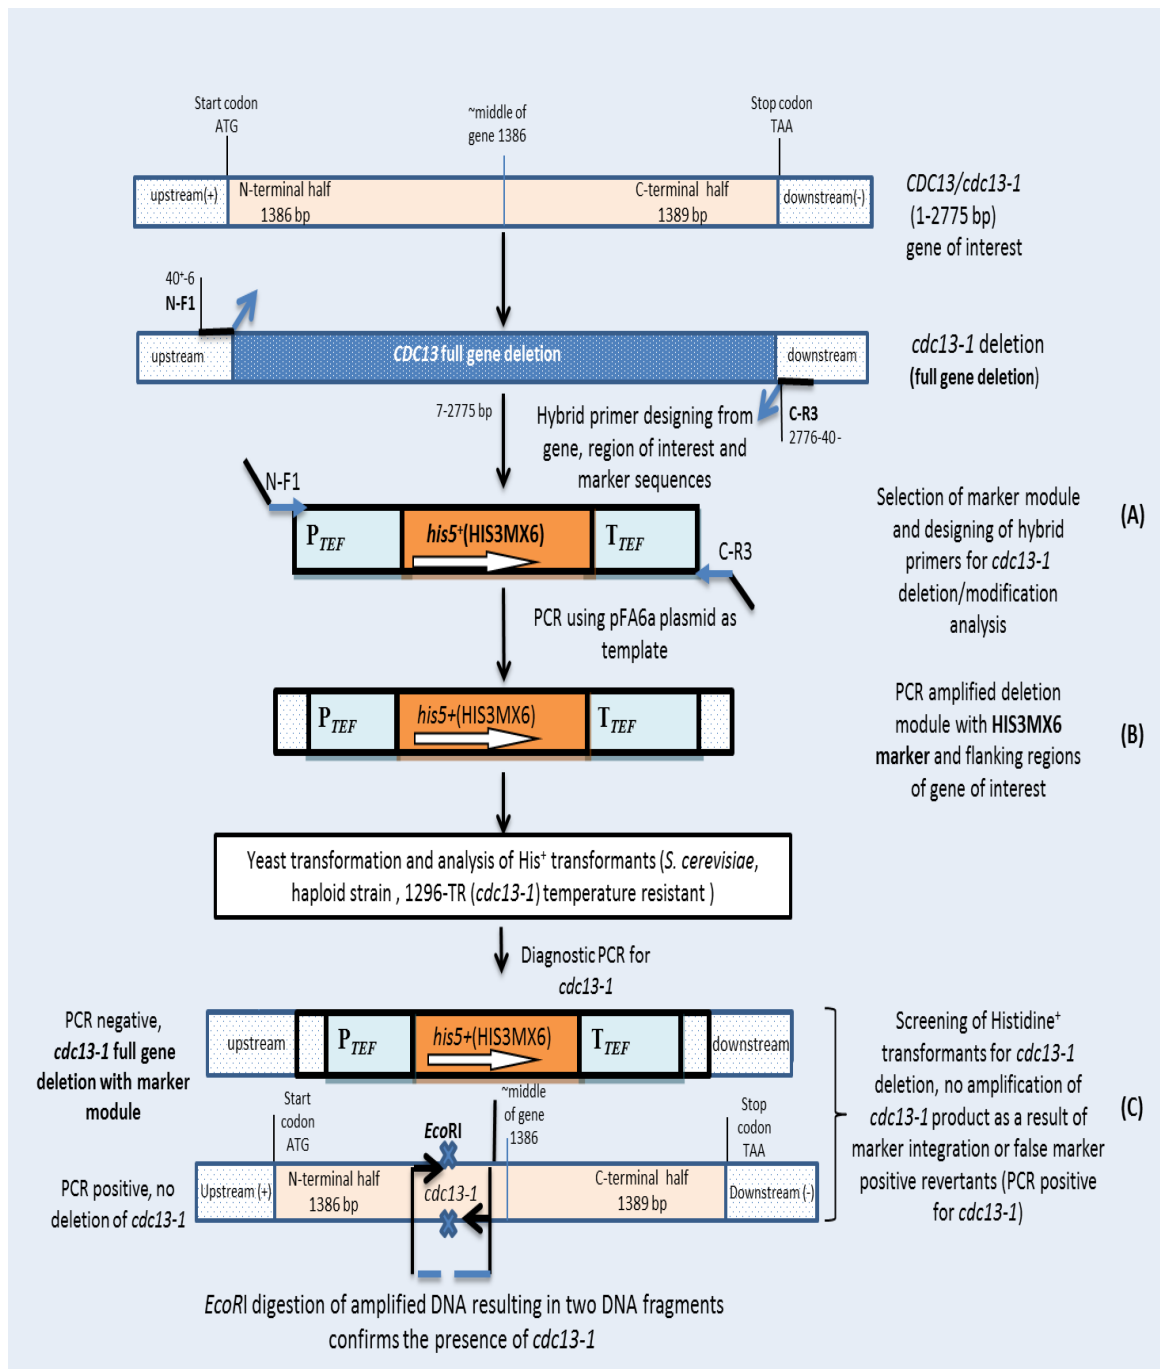 Start codon
ATG
~middle of
gene 1386
Stop codon
TAA
upstream(+)
N-terminal half
1386 bp
C-terminal half
1389 bp
downstream(-)
CDC13/cdc13-1
(1-2775 bp)
gene of interest
40⁺-6
N-F1
upstream
CDC13 full gene deletion
downstream
cdc13-1 deletion
(full gene deletion)
7-2775 bp
Hybrid primer designing from
gene, region of interest and
marker sequences
C-R3
2776-40-
N-F1
P_TEF
his5⁺(HIS3MX6)
T_TEF
C-R3
Selection of marker module
and designing of hybrid
primers for cdc13-1
deletion/modification
analysis
(A)
PCR using pFA6a plasmid as
template
P_TEF
his5+(HIS3MX6)
T_TEF
PCR amplified deletion
module with HIS3MX6
marker and flanking regions
of gene of interest
(B)
Yeast transformation and analysis of His⁺ transformants (S. cerevisiae,
haploid strain , 1296-TR (cdc13-1) temperature resistant )
Diagnostic PCR for
cdc13-1
PCR negative,
cdc13-1 full gene
deletion with marker
module
upstream
P_TEF
his5+(HIS3MX6)
T_TEF
downstream
Start
codon
ATG
EcoRI
~middle
of gene
1386
Stop
codon
TAA
PCR positive, no
deletion of cdc13-1
Upstream (+)
N-terminal half
1386 bp
cdc13-1
C-terminal half
1389 bp
Downstream (-)
Screening of Histidine⁺
transformants for cdc13-1
deletion, no amplification of
cdc13-1 product as a result of
marker integration or false marker
positive revertants (PCR positive
for cdc13-1)
(C)
EcoRI digestion of amplified DNA resulting in two DNA fragments
confirms the presence of cdc13-1